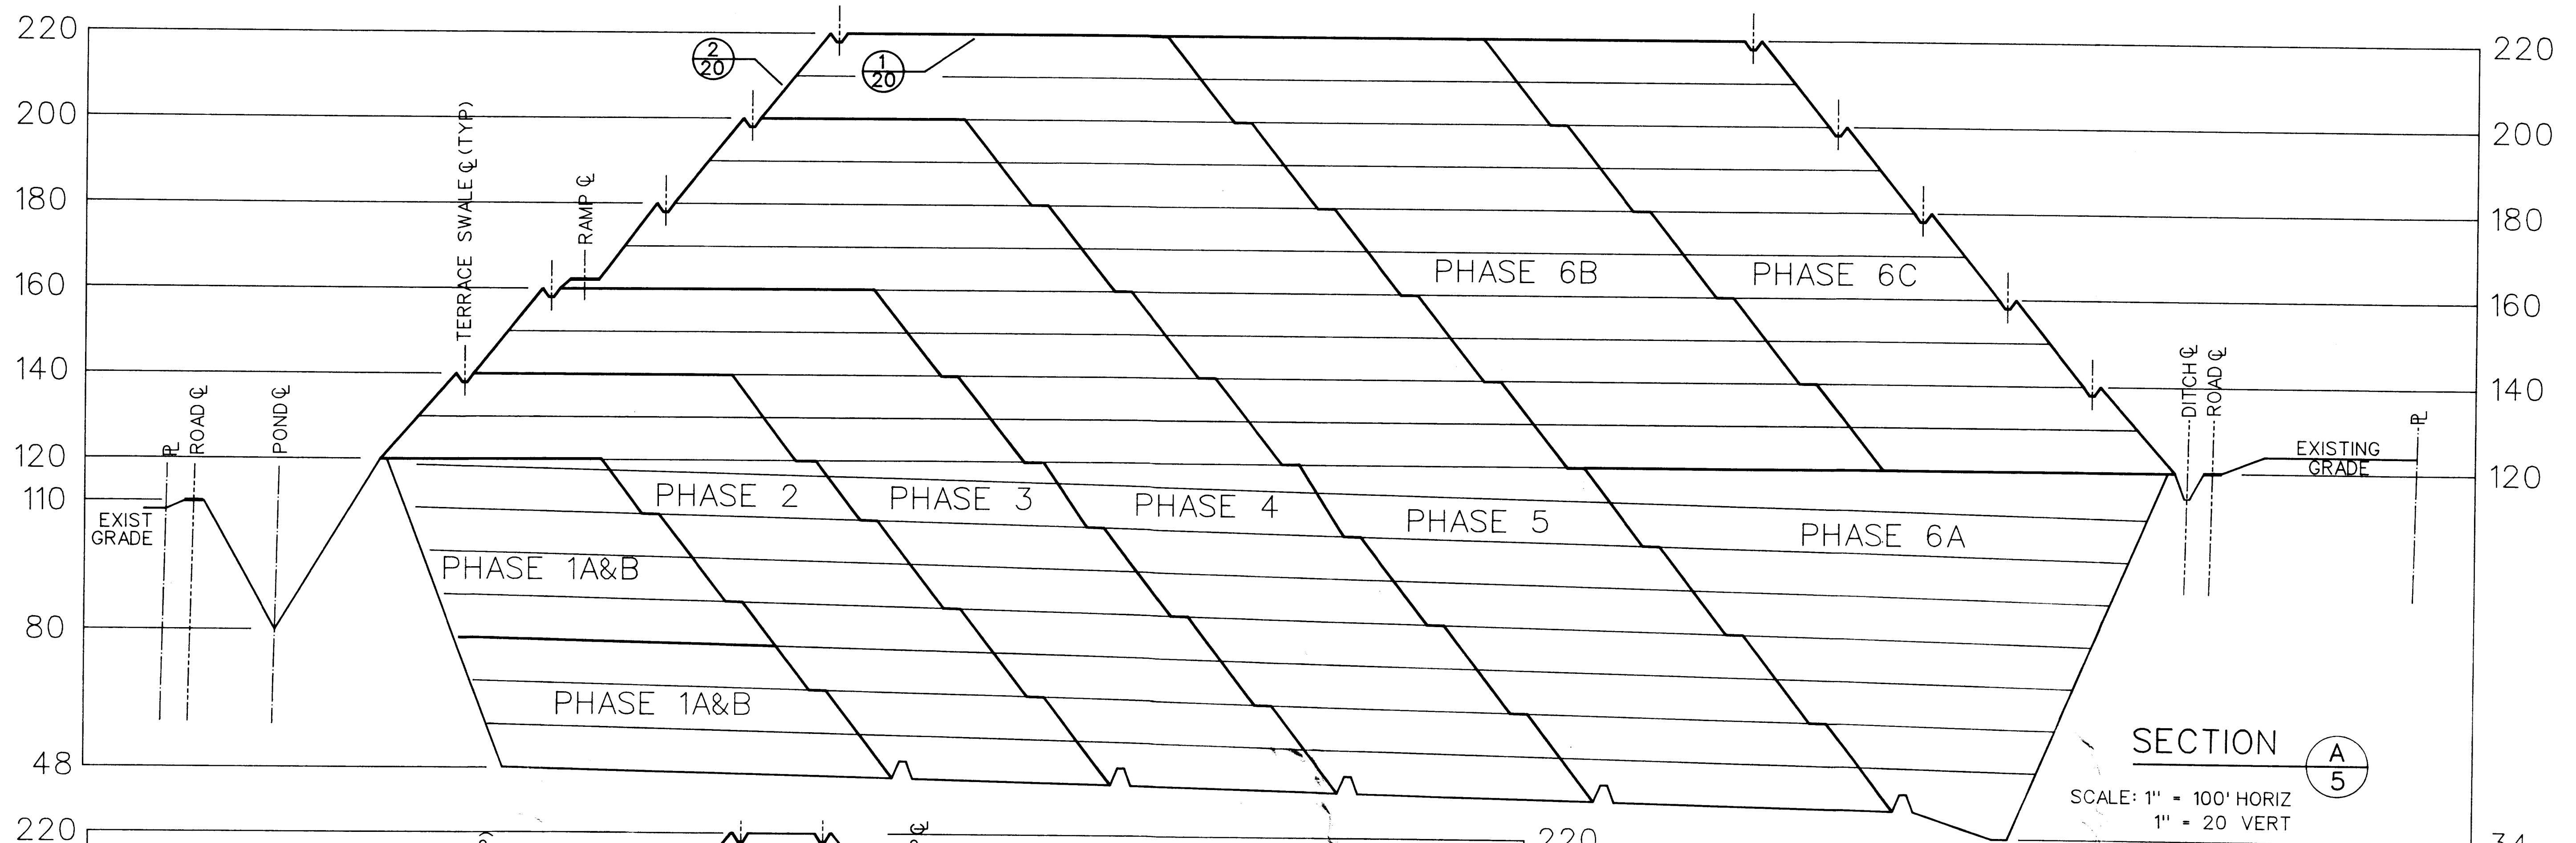 220
2
20
1
20
220
200
TERRACE SWALE ℄ (TYP)
200
180
RAMP ℄
180
160
PHASE 6B
PHASE 6C
160
140
ROAD ℄
POND ℄
DITCH ℄
ROAD ℄
140
120
PL
PL
EXISTING
GRADE
120
110
EXIST
GRADE
PHASE 2
PHASE 3
PHASE 4
PHASE 5
PHASE 6A
PHASE 1A&B
80
PHASE 1A&B
48
SECTION
A
5
SCALE: 1" = 100' HORIZ
1" = 20 VERT
220
℄
220
34